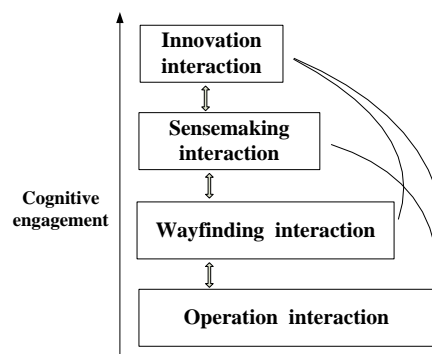 Innovation
interaction
Sensemaking
interaction
Cognitive
engagement
Wayfinding interaction
Operation interaction